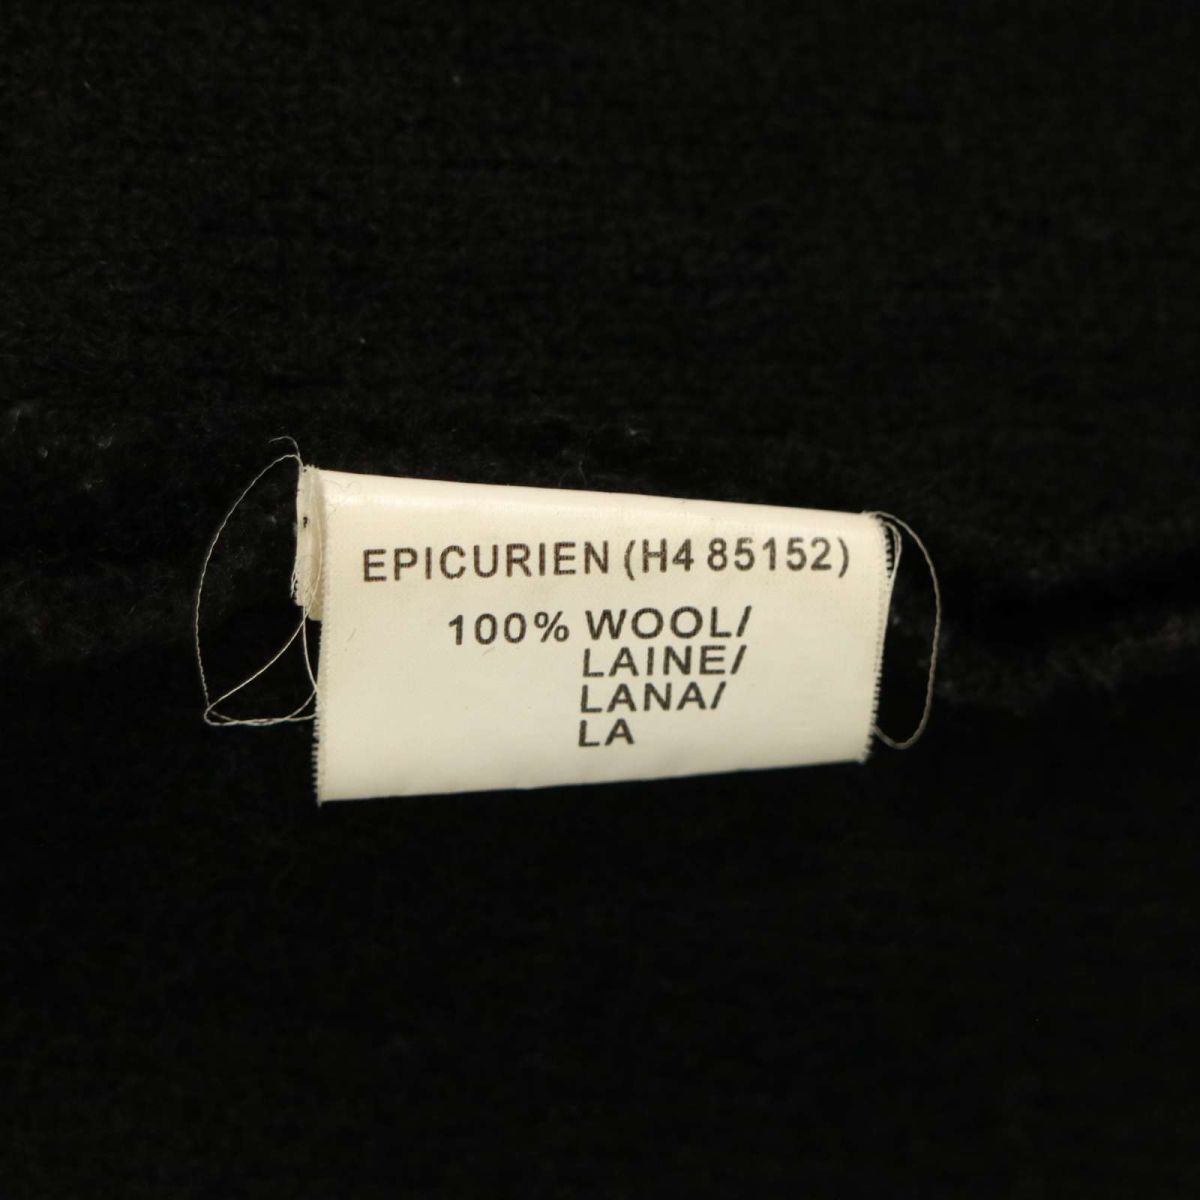 EPICURIEN (H4 85152)
100% WOOL/
LAINE/
LANA/
LA